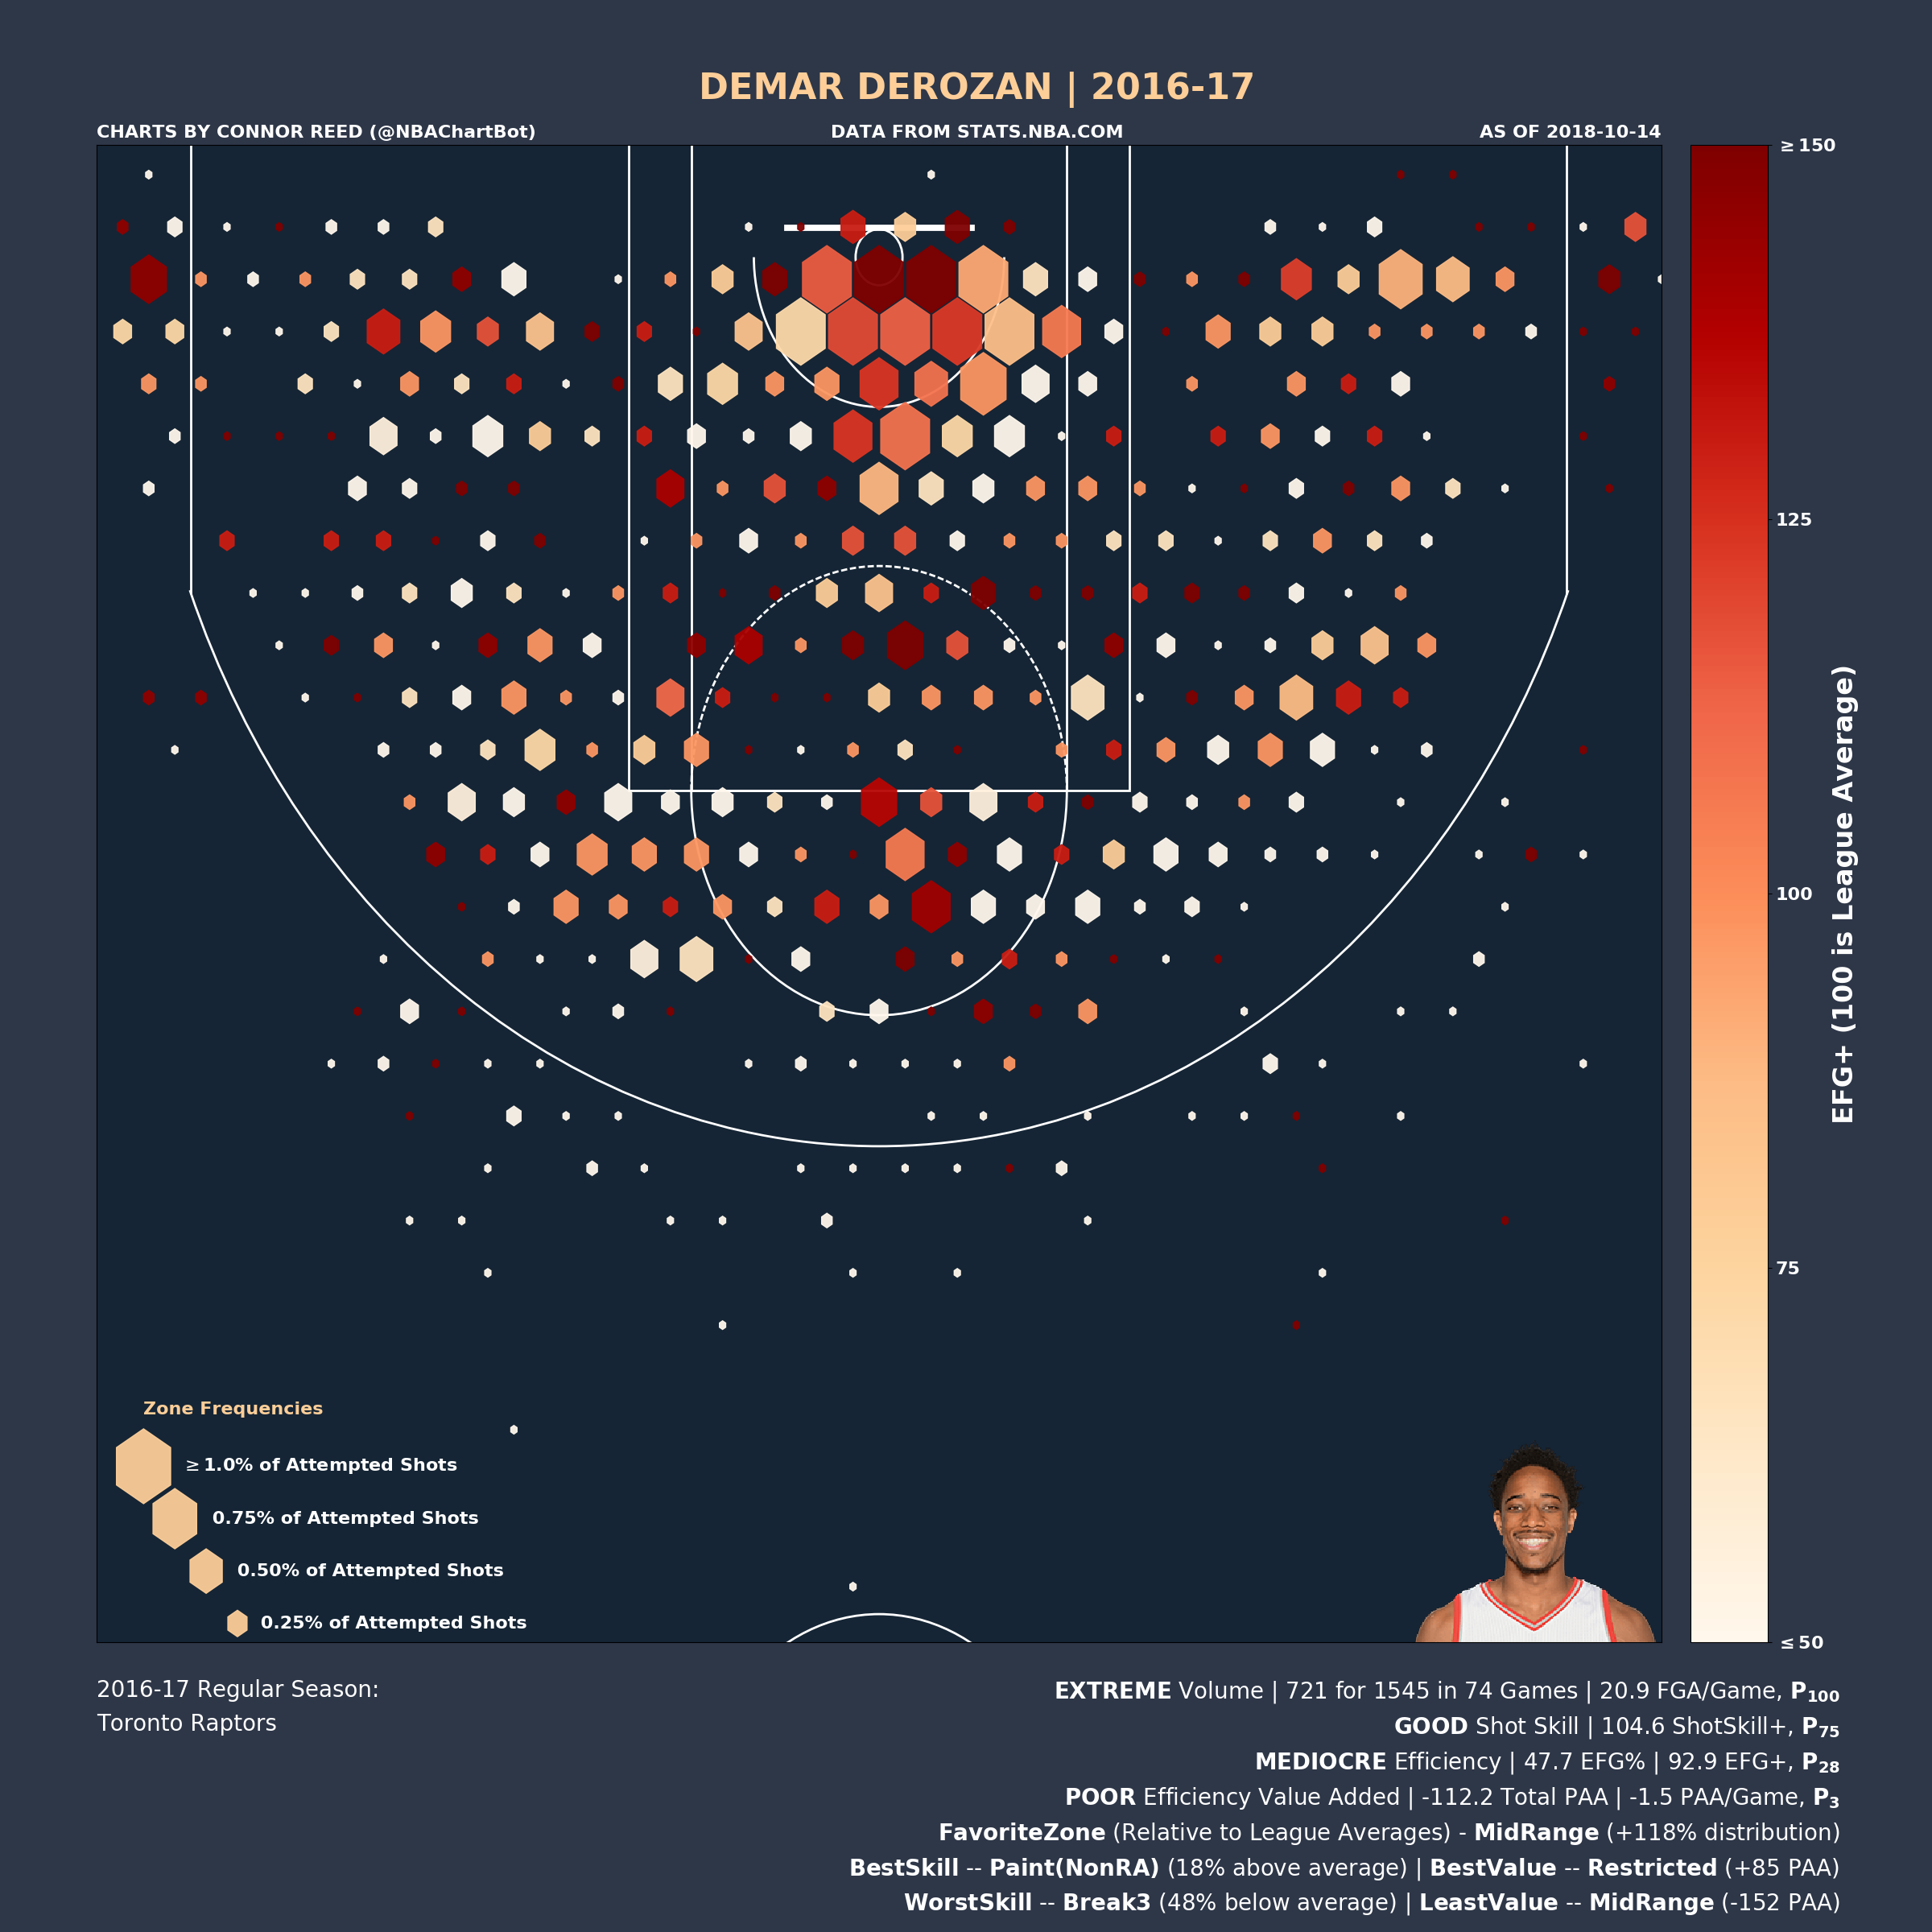 DEMAR DEROZAN | 2016-17
CHARTS BY CONNOR REED (@NBAChartBot)
DATA FROM STATS.NBA.COM
AS OF 2018-10-14
≥ 150
125
100
75
≤ 50
EFG+ (100 is League Average)
Zone Frequencies
≥ 1.0% of Attempted Shots
0.75% of Attempted Shots
0.50% of Attempted Shots
0.25% of Attempted Shots
2016-17 Regular Season:
Toronto Raptors
EXTREME Volume | 721 for 1545 in 74 Games | 20.9 FGA/Game, P100
GOOD Shot Skill | 104.6 ShotSkill+, P75
MEDIOCRE Efficiency | 47.7 EFG% | 92.9 EFG+, P28
POOR Efficiency Value Added | -112.2 Total PAA | -1.5 PAA/Game, P3
FavoriteZone (Relative to League Averages) - MidRange (+118% distribution)
BestSkill -- Paint(NonRA) (18% above average) | BestValue -- Restricted (+85 PAA)
WorstSkill -- Break3 (48% below average) | LeastValue -- MidRange (-152 PAA)